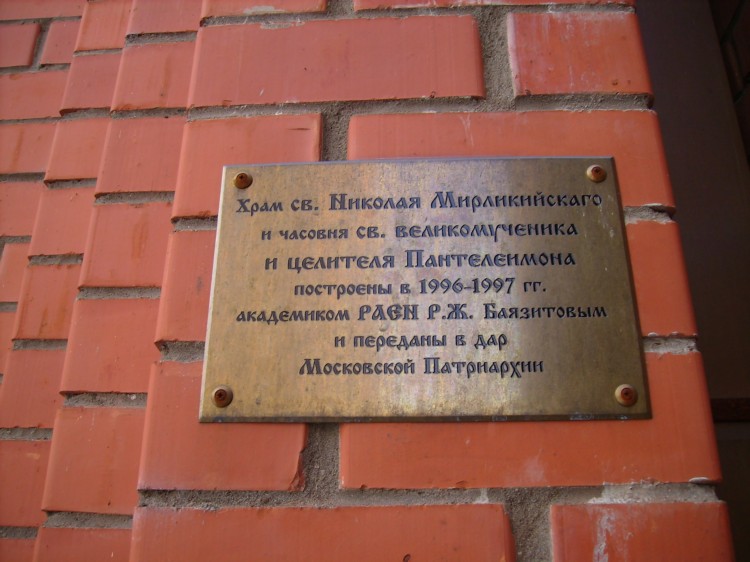 Храм св. Николая Мирликийскаго
и часовня св. великомученика
и целителя Пантелеимона
построены в 1996-1997 гг.
академиком РАЕН Р.Ж. Баязитовым
и переданы в дар
Московской Патриархии